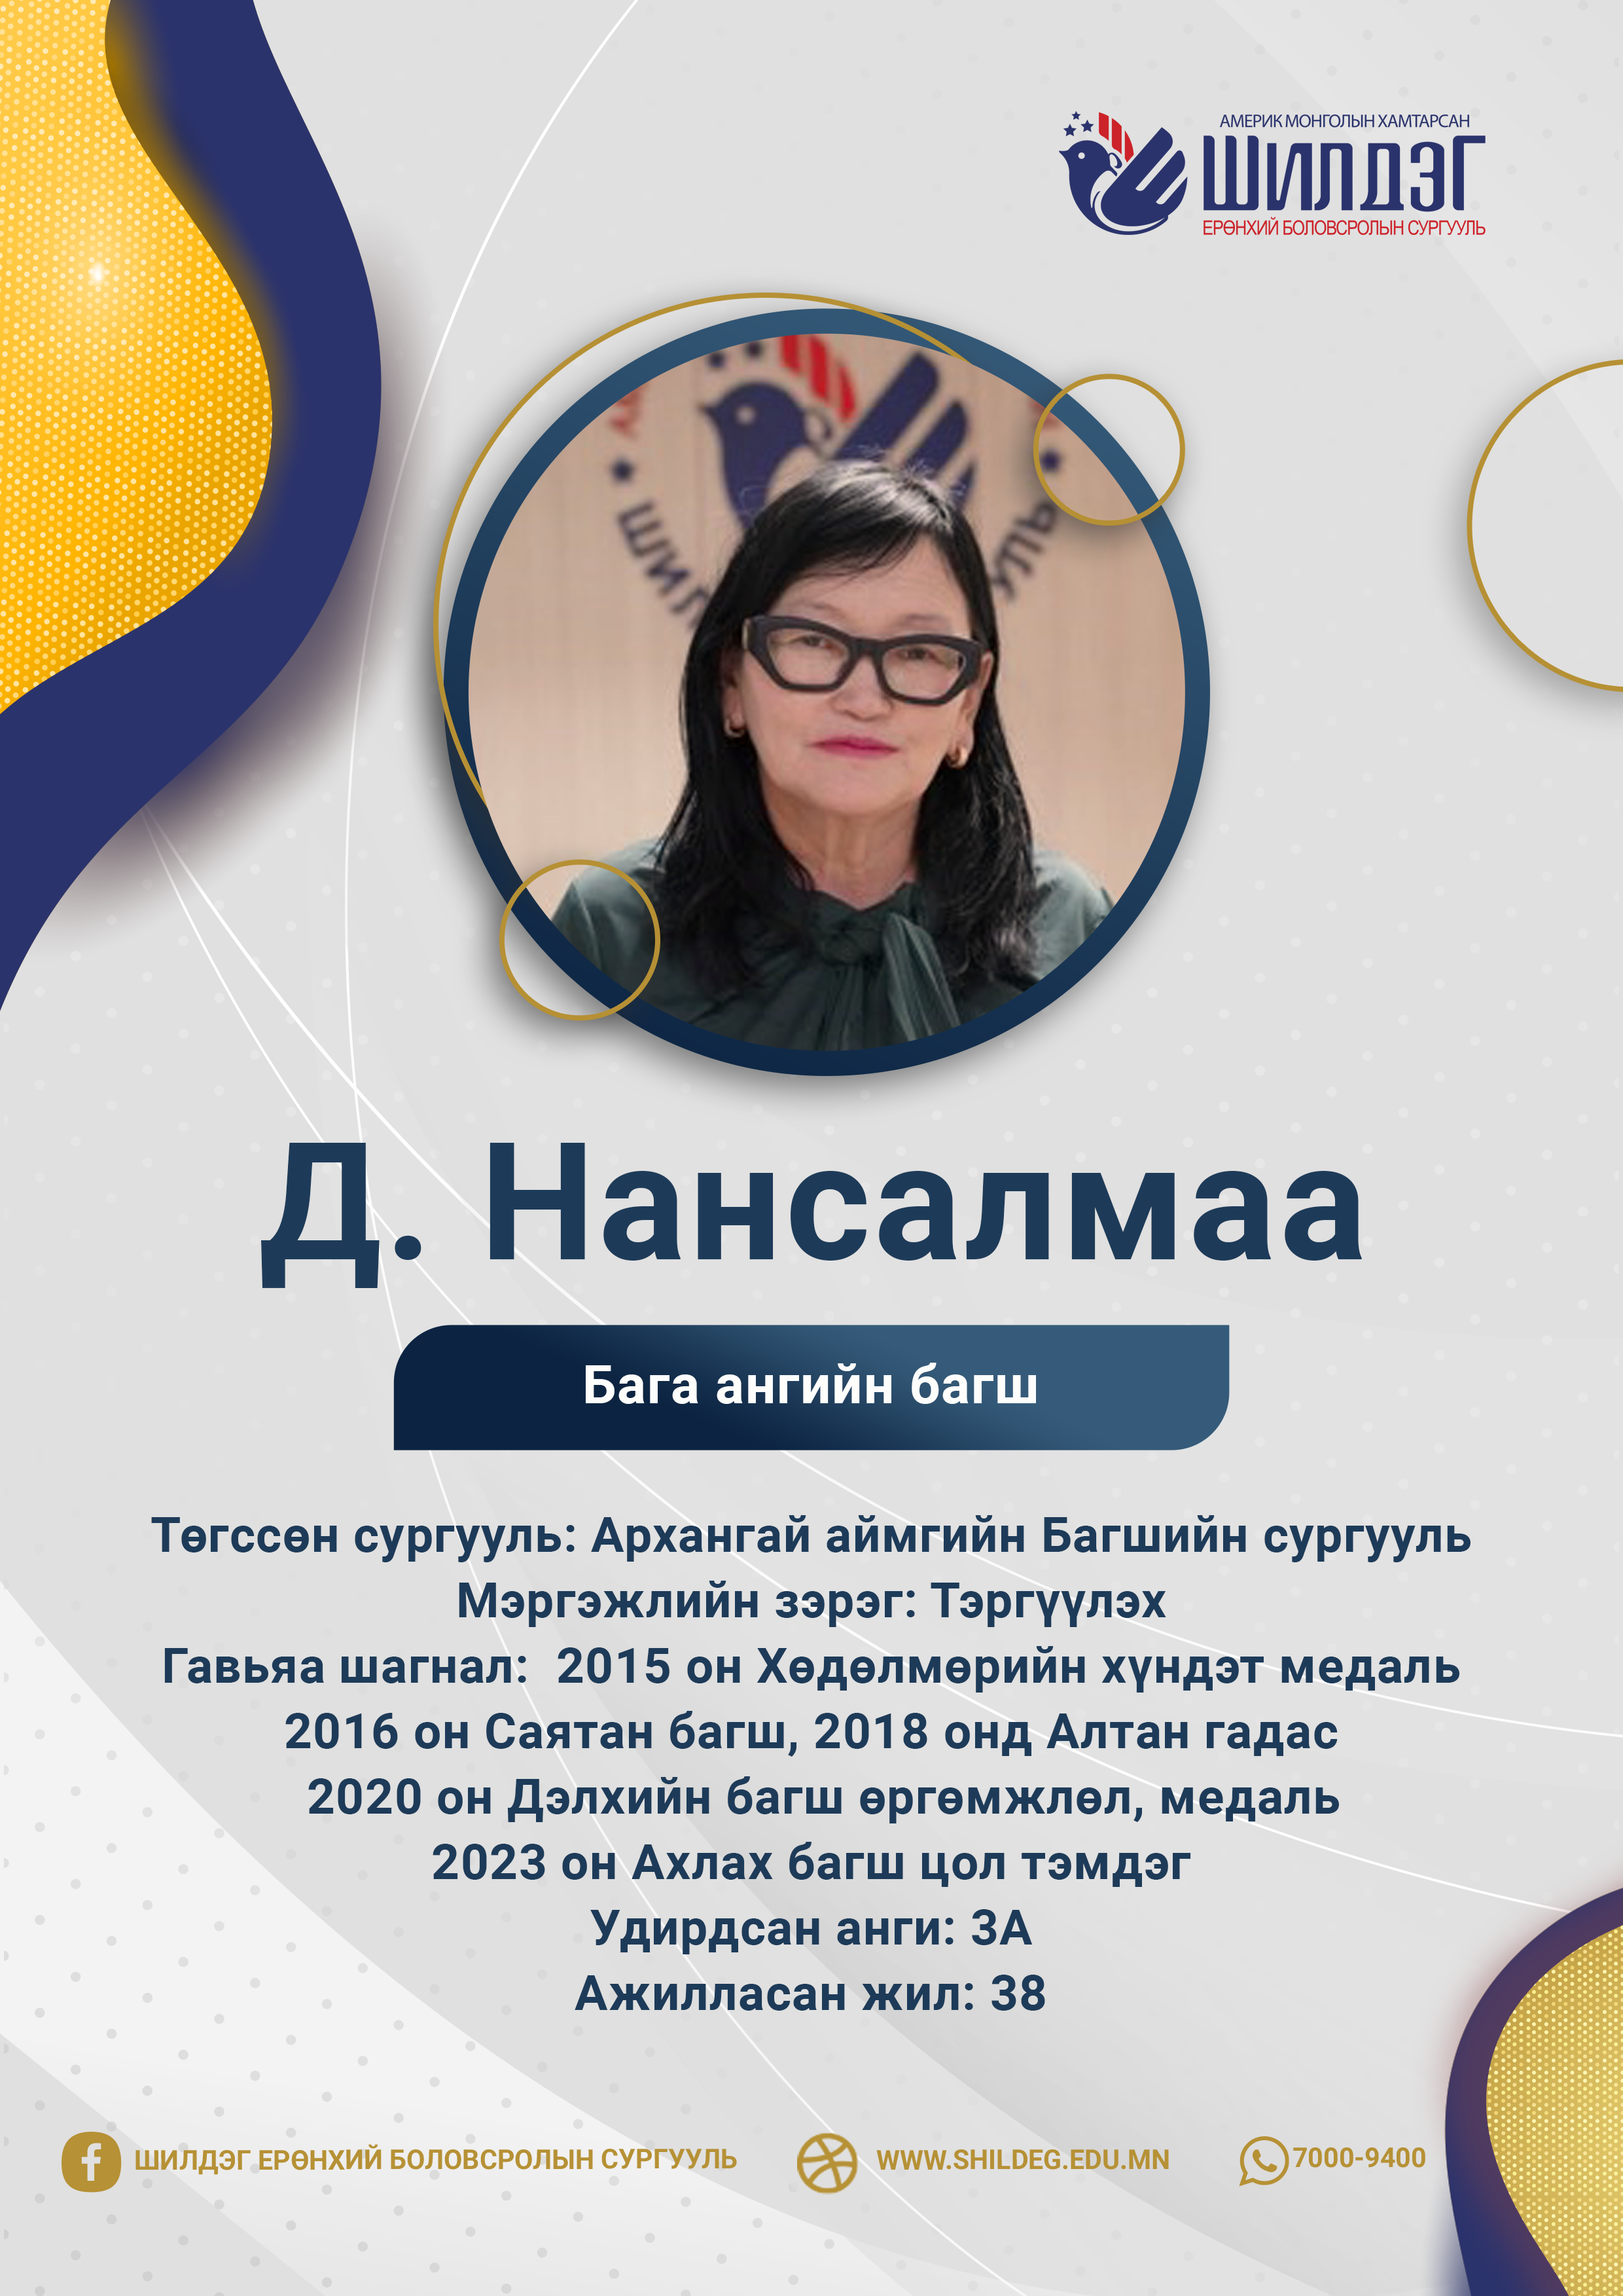 АМЕРИК МОНГОЛЫН ХАМТАРСАН
ШИЛДЭГ
ЕРӨНХИЙ БОЛОВСРОЛЫН СУРГУУЛЬ
ШИЛ
УЛЬ
Д. Нансалмаа
Бага ангийн багш
Төгссөн сургууль: Архангай аймгийн Багшийн сургууль
Мэргэжлийн зэрэг: Тэргүүлэх
Гавьяа шагнал: 2015 он Хөдөлмөрийн хүндэт медаль
2016 он Саятан багш, 2018 онд Алтан гадас
2020 он Дэлхийн багш өргөмжлөл, медаль
2023 он Ахлах багш цол тэмдэг
Удирдсан анги: 3А
Ажилласан жил: 38
ШИЛДЭГ ЕРӨНХИЙ БОЛОВСРОЛЫН СУРГУУЛЬ
WWW.SHILDEG.EDU.MN
7000-9400